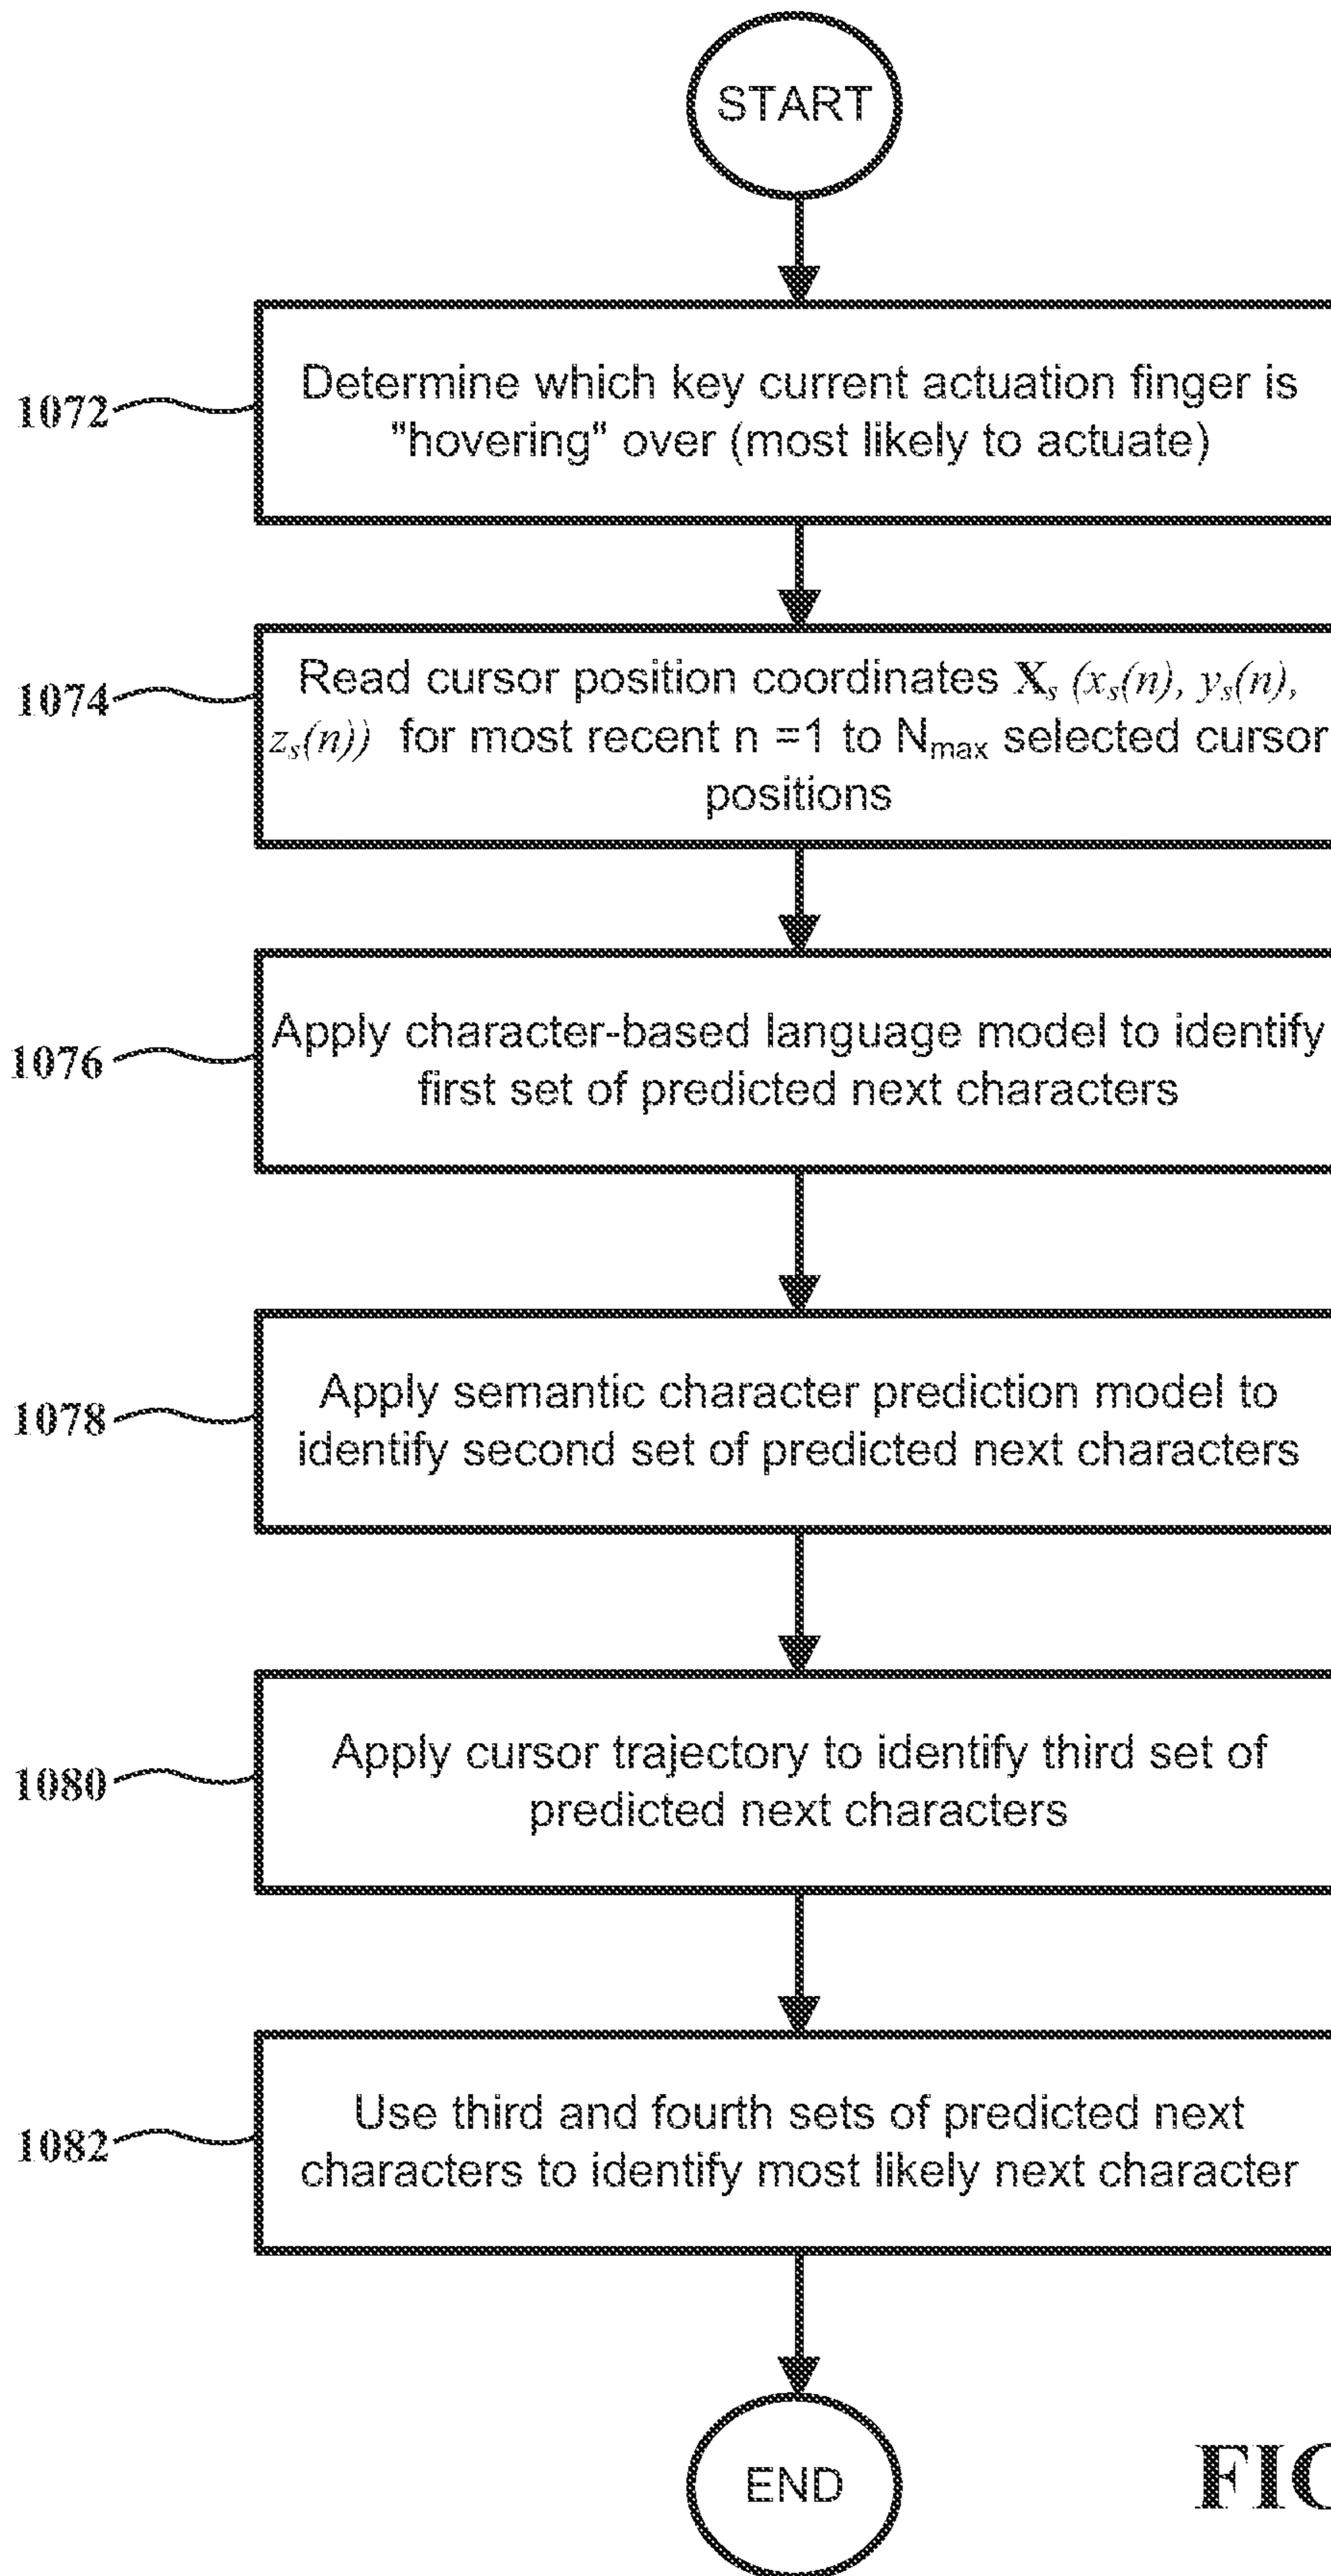 START
1072
Determine which key current actuation finger is
"hovering" over (most likely to actuate)
1074
Read cursor position coordinates Xs (xs(n), ys(n),
zs(n)) for most recent n =1 to Nmax selected cursor
positions
1076
Apply character-based language model to identify
first set of predicted next characters
1078
Apply semantic character prediction model to
identify second set of predicted next characters
1080
Apply cursor trajectory to identify third set of
predicted next characters
1082
Use third and fourth sets of predicted next
characters to identify most likely next character
END